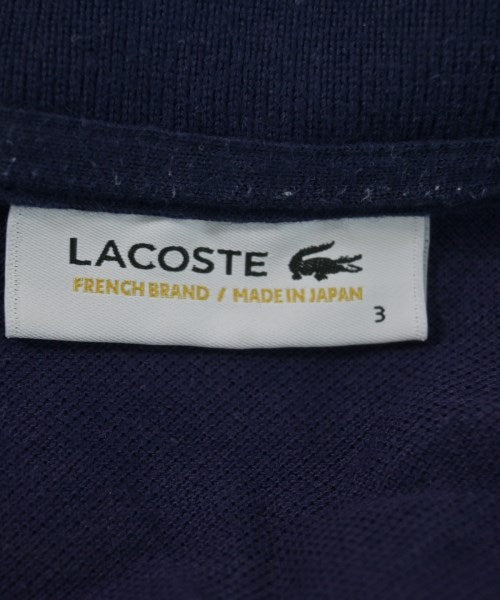 LACOSTE
FRENCH BRAND / MADE IN JAPAN
3